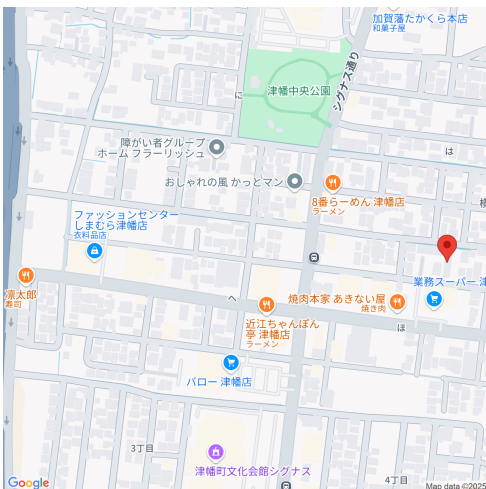 加賀藩たかくら本店
和菓子屋
シグナス通り
津幡中央公園
に
障がい者グループ
ホーム フラーリッシュ
は
おしゃれの風 かっとマン
8番らーめん 津幡店
ラーメン
ファッションセンター
しまむら津幡店
衣料品店
業務スーパー 津
凛太郎
寿司
へ
焼肉本家 あきない屋
焼き肉
近江ちゃんぽん
亭 津幡店
ラーメン
ほ
バロー 津幡店
3丁目
津幡町文化会館シグナス
4丁目
Google
Map data ©2025